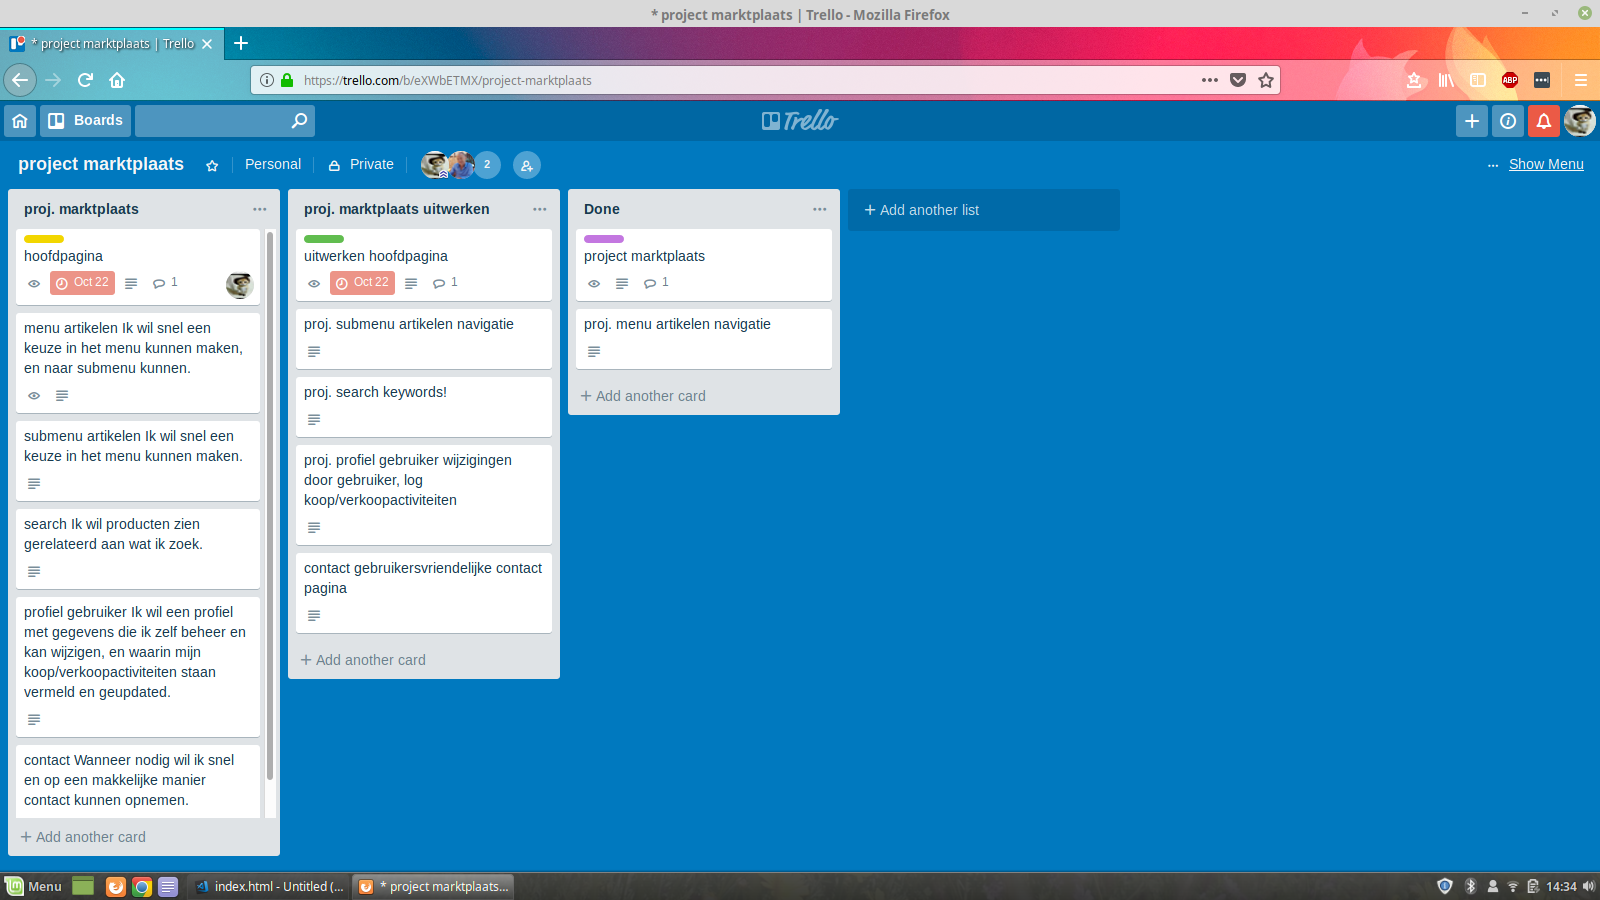 * project marktplaats | Trello - Mozilla Firefox
* project marktplaats | Trello
https://trello.com/b/eXWbETMX/project-marktplaats
ABP
Boards
Trello
project marktplaats
Personal
Private
2
Show Menu
proj. marktplaats
hoofdpagina
Oct 22
1
menu artikelen Ik wil snel een
keuze in het menu kunnen maken,
en naar submenu kunnen.
submenu artikelen Ik wil snel een
keuze in het menu kunnen maken.
search Ik wil producten zien
gerelateerd aan wat ik zoek.
profiel gebruiker Ik wil een profiel
met gegevens die ik zelf beheer en
kan wijzigen, en waarin mijn
koop/verkoopactiviteiten staan
vermeld en geupdated.
contact Wanneer nodig wil ik snel
en op een makkelijke manier
contact kunnen opnemen.
+ Add another card
proj. marktplaats uitwerken
uitwerken hoofdpagina
Oct 22
1
proj. submenu artikelen navigatie
proj. search keywords!
proj. profiel gebruiker wijzigingen
door gebruiker, log
koop/verkoopactiviteiten
contact gebruikersvriendelijke contact
pagina
+ Add another card
Done
project marktplaats
1
proj. menu artikelen navigatie
+ Add another card
+ Add another list
Menu
index.html - Untitled (...
* project marktplaats...
14:34